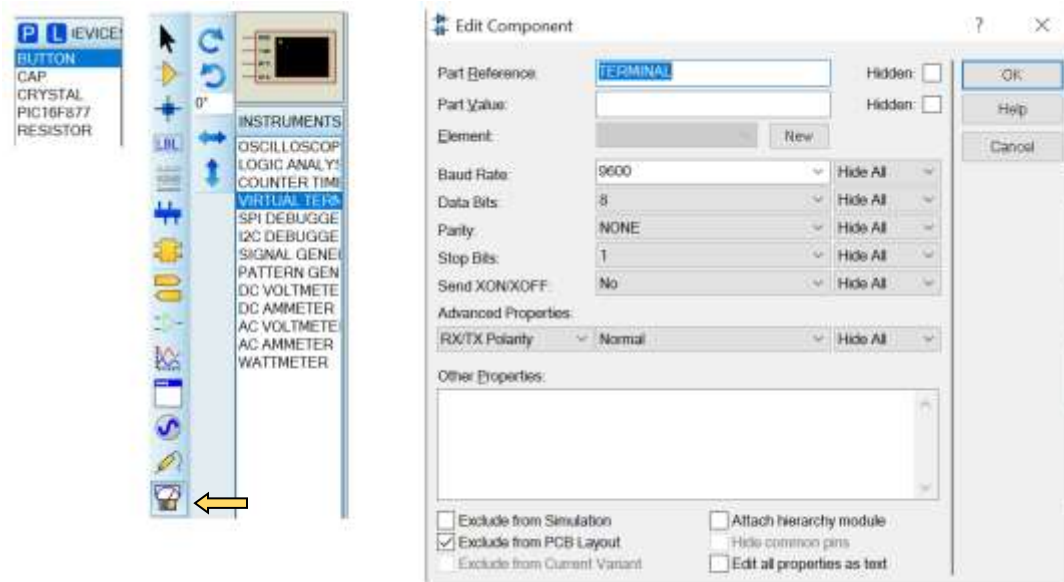 P L IEVICE
BUTTON
CAP
CRYSTAL
PIC16F877
RESISTOR
LBL
0°
INSTRUMENTS
OSCILLOSCOP
LOGIC ANALYS
COUNTER TIME
VIRTUAL TERM
SPI DEBUGGE
I2C DEBUGGE
SIGNAL GENE
PATTERN GEN
DC VOLTMETE
DC AMMETER
AC VOLTMETE
AC AMMETER
WATTMETER
Edit Component ?
Part Reference: TERMINAL Hidden:
Part Value: Hidden:
Element: New
Baud Rate: 9600 Hide All
Data Bits: 8 Hide All
Parity: NONE Hide All
Stop Bits: 1 Hide All
Send XON/XOFF: No Hide All
Advanced Properties:
RX/TX Polarity Normal Hide All
Other Properties:
Exclude from Simulation
Exclude from PCB Layout
Exclude from Current Variant
Attach hierarchy module
Hide common pins
Edit all properties as text
OK
Help
Cancel